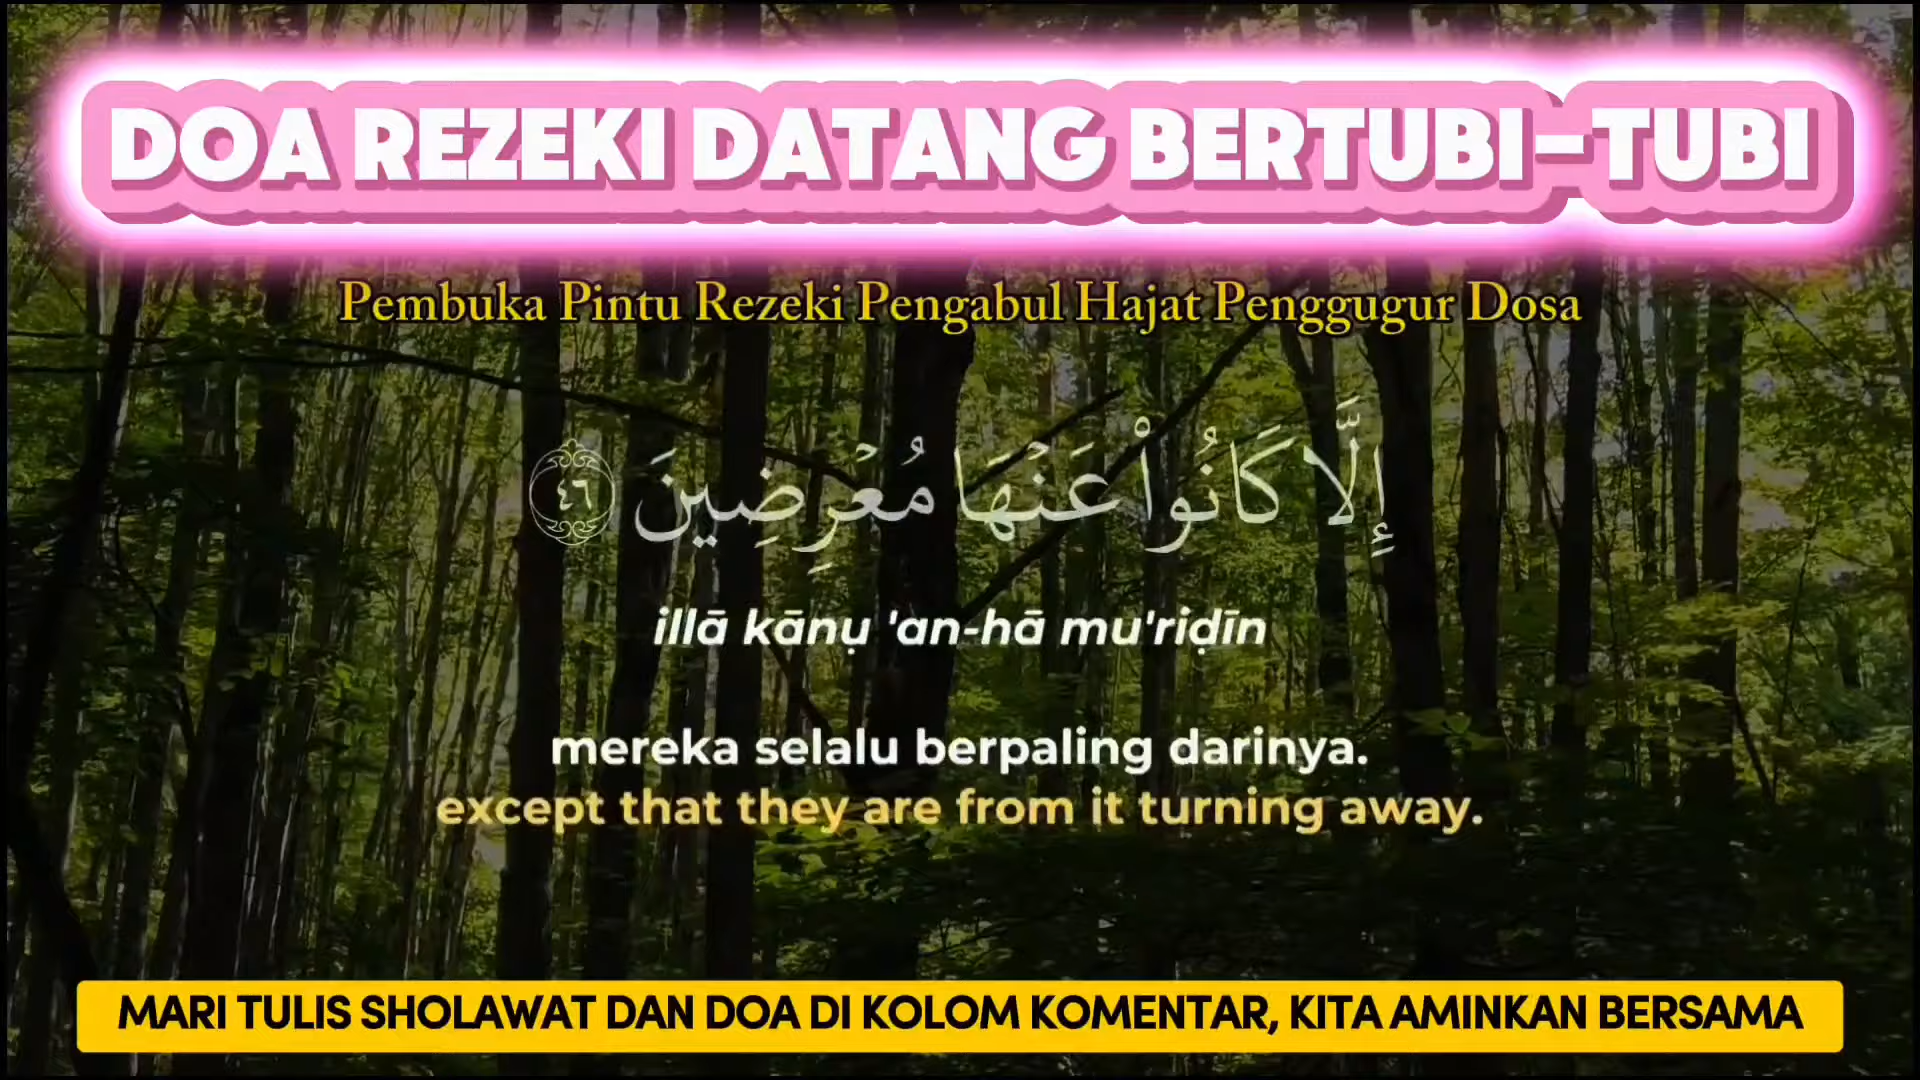 DOA REZEKI DATANG BERTUBI-TUBI
Pembuka Pintu Rezeki Pengabul Hajat Penggugur Dosa
إِلَّا كَانُوا۟ عَنْهَا مُعْرِضِينَ ٤٦
illā kānụ 'an-hā mu'riḍīn
mereka selalu berpaling darinya.
except that they are from it turning away.
MARI TULIS SHOLAWAT DAN DOA DI KOLOM KOMENTAR, KITA AMINKAN BERSAMA